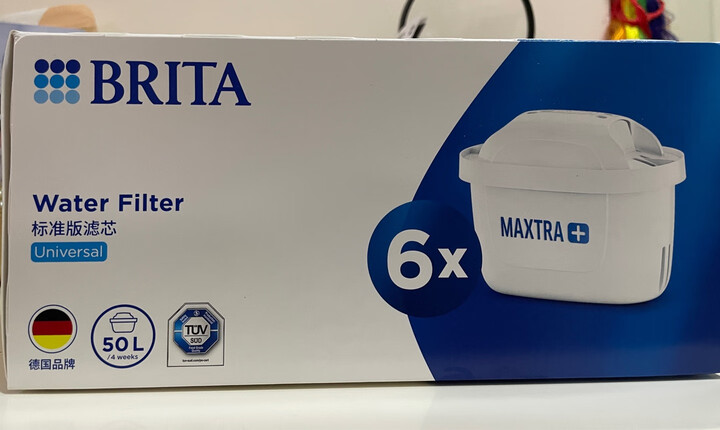 BRITA
Water Filter
标准版滤芯
Universal
6x
MAXTRA+
德国品牌
50 L
/4 weeks
TÜV
SÜD